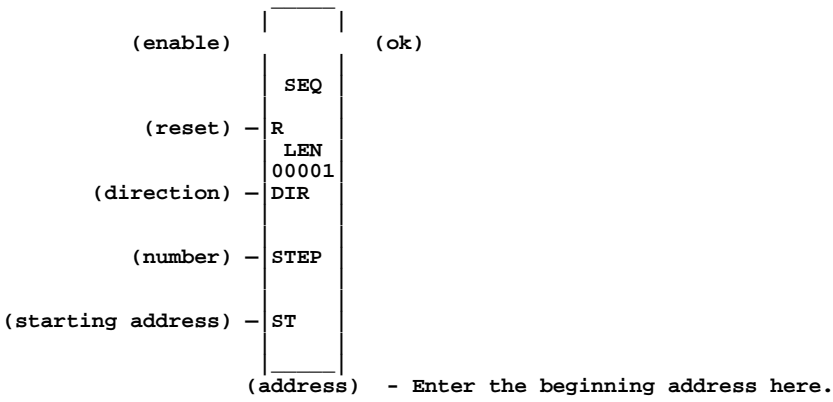 (enable) (ok)
SEQ
(reset) – R
LEN
00001
(direction) – DIR
(number) – STEP
(starting address) – ST
(address) - Enter the beginning address here.